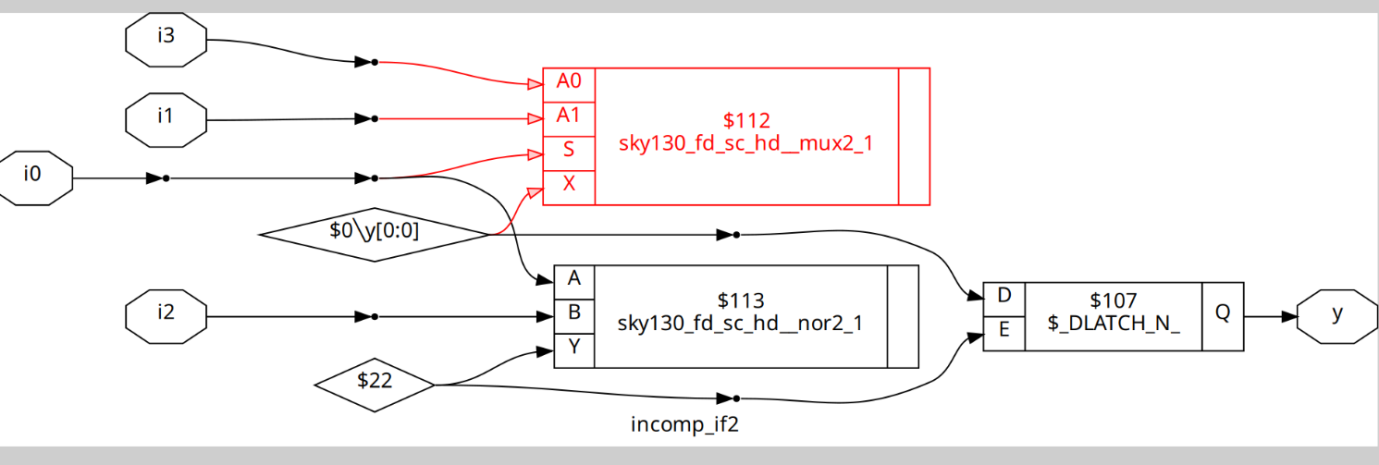 i3
i1
i0
A0
A1
S
X
$112
sky130_fd_sc_hd__mux2_1
$0\y[0:0]
i2
A
B
Y
$113
sky130_fd_sc_hd__nor2_1
$22
D
E
$107
$_DLATCH_N_
Q
y
incomp_if2